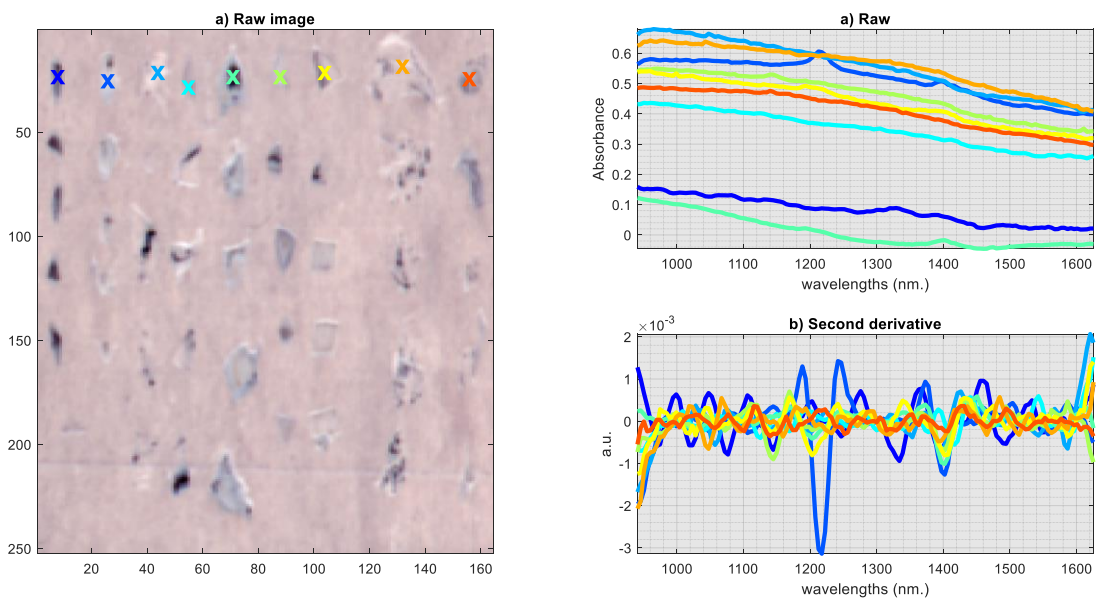 a) Raw image
X X X X X X X X X
50
100
150
200
250
20 40 60 80 100 120 140 160
a) Raw
Absorbance
0.6
0.5
0.4
0.3
0.2
0.1
0
1000 1100 1200 1300 1400 1500 1600
wavelengths (nm.)
b) Second derivative
×10⁻³
a.u.
2
1
0
-1
-2
-3
1000 1100 1200 1300 1400 1500 1600
wavelengths (nm.)